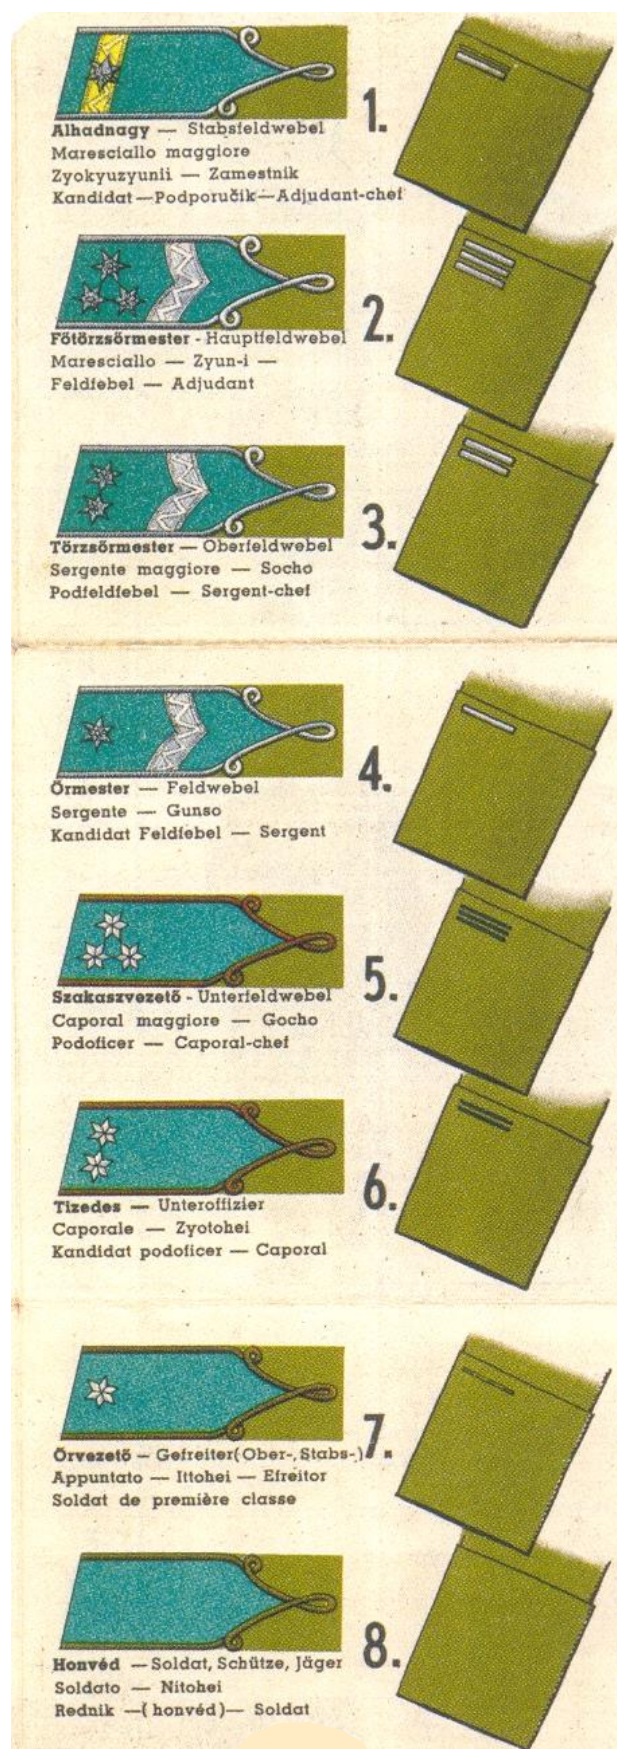 1.
Alhadnagy — Stabsfeldwebel
Maresciallo maggiore
Zyokyuzyunii — Zamestnik
Kandidat — Podporučik — Adjudant-chef
2.
Főtörzsőrmester - Hauptfeldwebel
Maresciallo — Zyun-i —
Feldfebel — Adjudant
3.
Törzsőrmester — Oberfeldwebel
Sergente maggiore — Socho
Podfeldfebel — Sergent-chef
4.
Őrmester — Feldwebel
Sergente — Gunso
Kandidat Feldfebel — Sergent
5.
Szakaszvezető - Unterfeldwebel
Caporal maggiore — Gocho
Podoficer — Caporal-chef
6.
Tizedes — Unteroffizier
Caporale — Zyotohei
Kandidat podoficer — Caporal
7.
Őrvezető – Gefreiter(Ober-, Stabs-)
Appuntato — Ittohei — Efreitor
Soldat de première classe
8.
Honvéd — Soldat, Schütze, Jäger
Soldato — Nitohei
Rednik —( honvéd)— Soldat